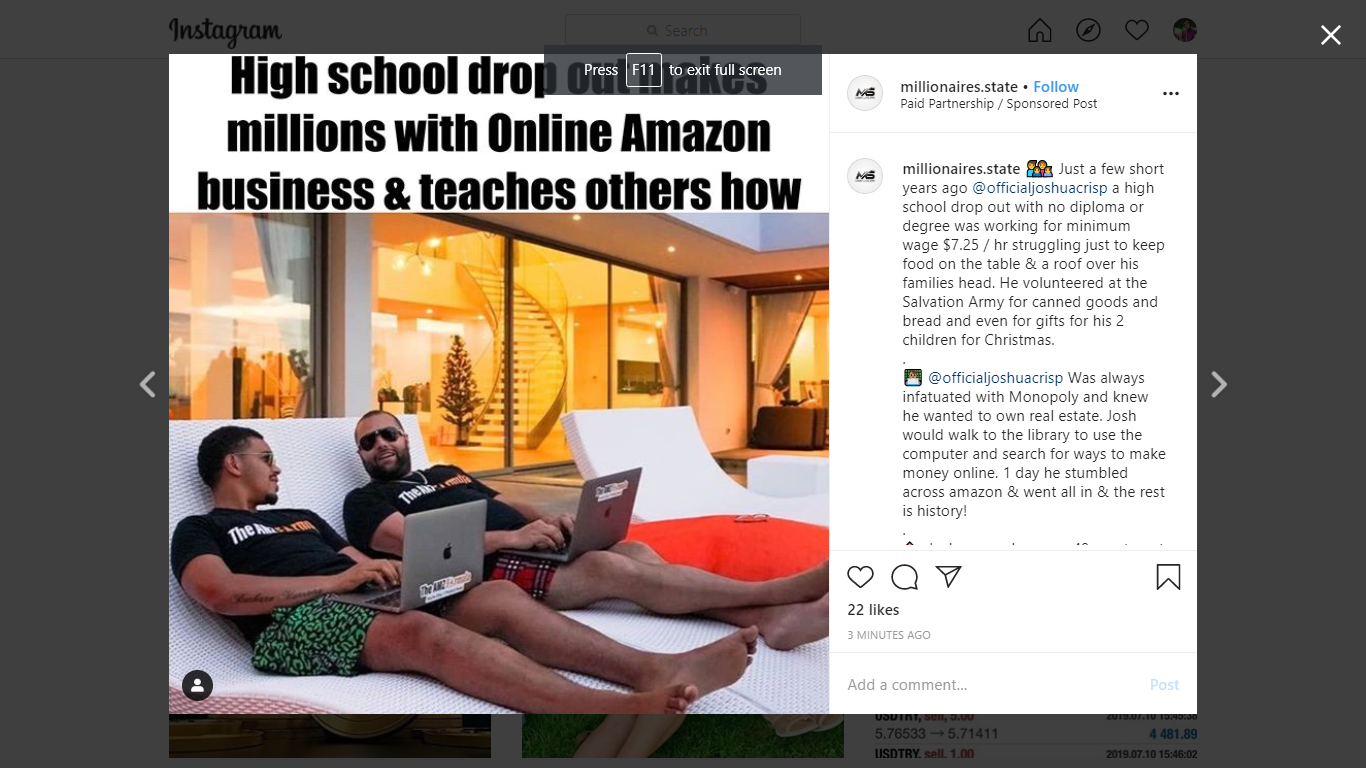 Instagram
Search
Press F11 to exit full screen
High school drop out makes
millions with Online Amazon
business & teaches others how
The AMZ
The AMZ Formula
millionaires.state • Follow
Paid Partnership / Sponsored Post
millionaires.state Just a few short
years ago @officialjoshuacrisp a high
school drop out with no diploma or
degree was working for minimum
wage $7.25 / hr struggling just to keep
food on the table & a roof over his
families head. He volunteered at the
Salvation Army for canned goods and
bread and even for gifts for his 2
children for Christmas.
.
@officialjoshuacrisp Was always
infatuated with Monopoly and knew
he wanted to own real estate. Josh
would walk to the library to use the
computer and search for ways to make
money online. 1 day he stumbled
across amazon & went all in & the rest
is history!
.
22 likes
3 MINUTES AGO
Add a comment...
Post
USDTRY, sell, 5.00 2019.07.10 15:45:38
5.76533 → 5.71411 4 481.89
USDTRY, sell, 1.00 2019.07.10 15:46:02